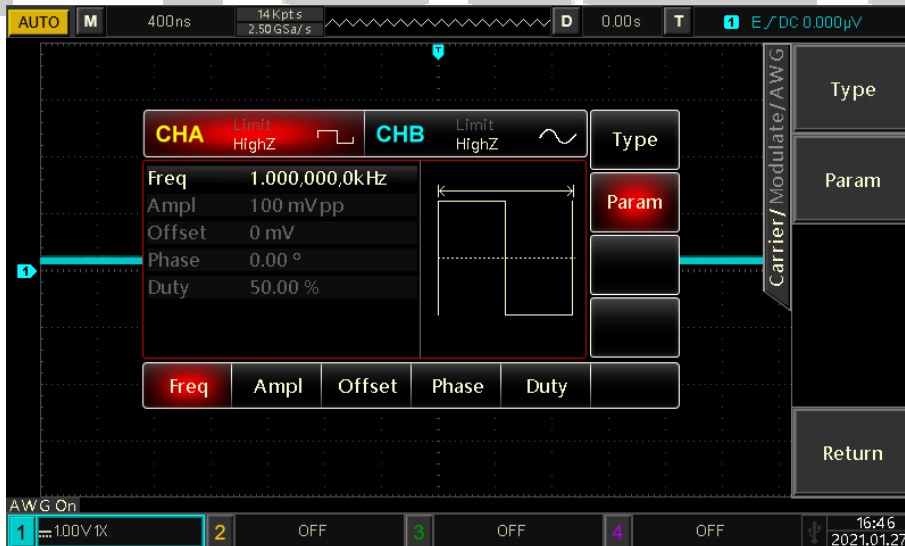 AUTO M 400ns 14Kpts D 0.00s T 1 E DC 0.000µV
2.50GSa/s
T
Carrier/Modulate/AWG
Type
Param
Return
CHA Limit HighZ CHB Limit HighZ
Type
Param
Freq 1.000,000,0kHz
Ampl 100 mVpp
Offset 0 mV
Phase 0.00 °
Duty 50.00 %
1
Freq Ampl Offset Phase Duty
AWG On
1 1.00V 1X 2 OFF 3 OFF 4 OFF 16:46
2021.01.27